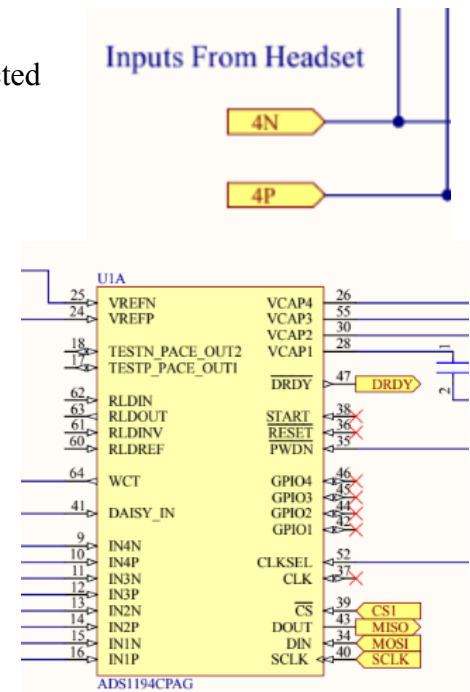 cted
Inputs From Headset
4N
4P
U1A
25 VREFN VCAP4 26
24 VREFP VCAP3 55
VCAP2 30
18 TESTN_PACE_OUT2 VCAP1 28
17 TESTP_PACE_OUT1
DRDY 47 DRDY
62 RLDIN
63 RLDOUT START 38
61 RLDINV RESET 36
60 RLDREF PWDN 35
64 WCT GPIO4 46
GPIO3 45
41 DAISY_IN GPIO2 44
GPIO1 42
9 IN4N
10 IN4P CLKSEL 52
11 IN3N CLK 37
12 IN3P
13 IN2N CS 39 CS1
14 IN2P DOUT 43 MISO
15 IN1N DIN 34 MOSI
16 IN1P SCLK 40 SCLK
ADS1194CPAG
1
2